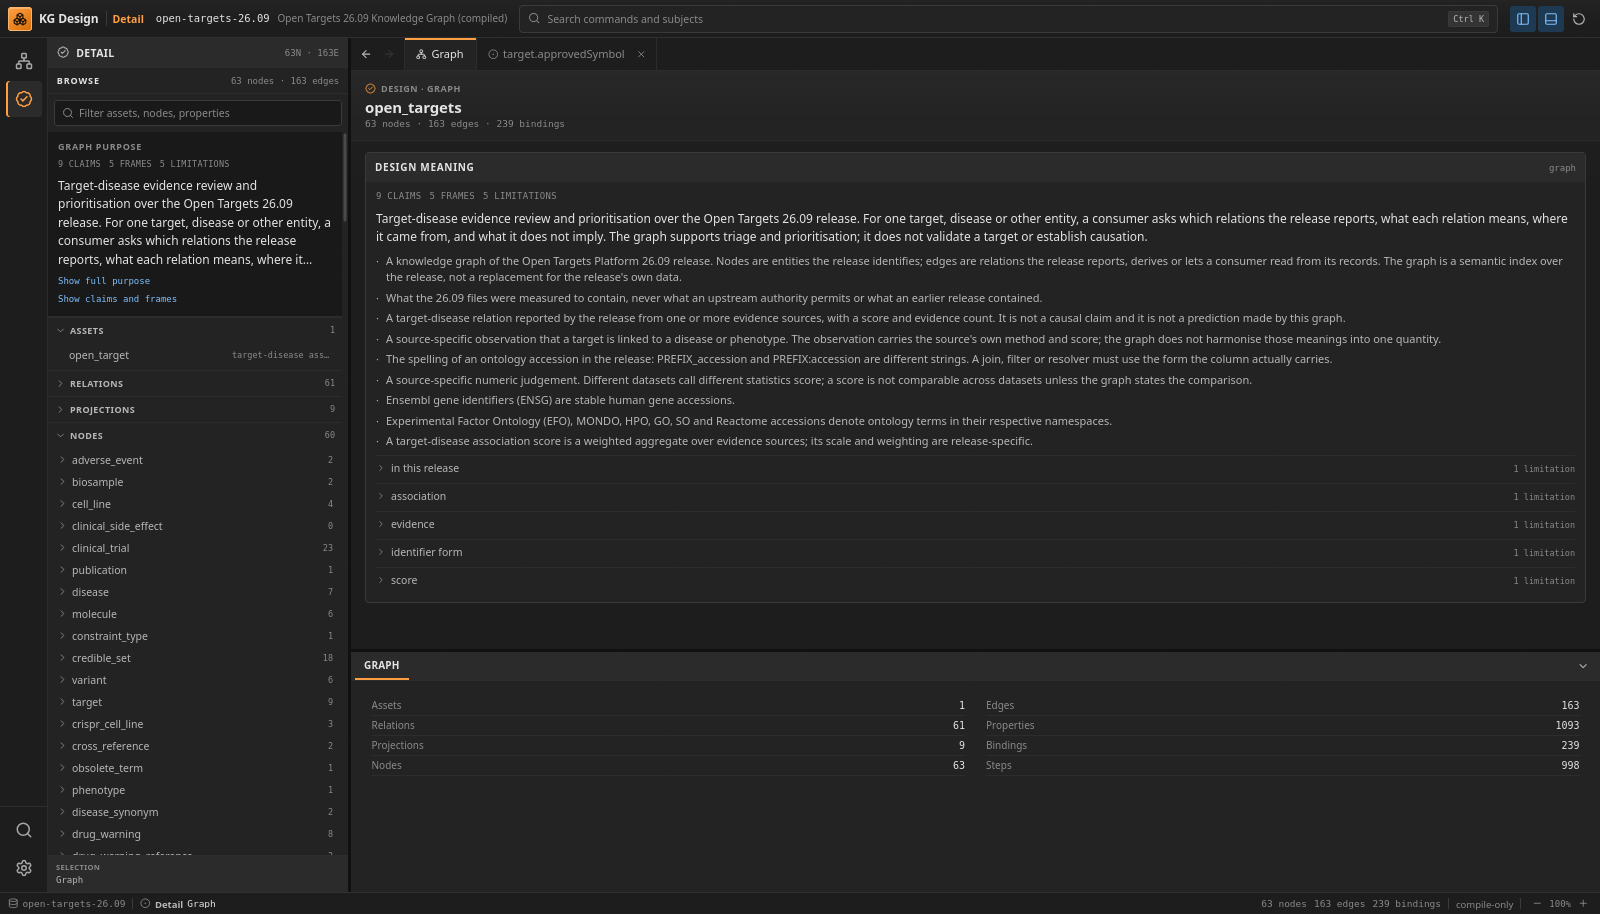 KG Design Detail open-targets-26.09 Open Targets 26.09 Knowledge Graph (compiled) Search commands and subjects Ctrl K
DETAIL 63N · 163E
BROWSE 63 nodes · 163 edges
Filter assets, nodes, properties
GRAPH PURPOSE
9 CLAIMS 5 FRAMES 5 LIMITATIONS
Target-disease evidence review and
prioritisation over the Open Targets 26.09
release. For one target, disease or other entity, a
consumer asks which relations the release
reports, what each relation means, where it...
Show full purpose
Show claims and frames
ASSETS 1
open_target target-disease ass…
RELATIONS 61
PROJECTIONS 9
NODES 60
adverse_event 2
biosample 2
cell_line 4
clinical_side_effect 0
clinical_trial 23
publication 1
disease 7
molecule 6
constraint_type 1
credible_set 18
variant 6
target 9
crispr_cell_line 3
cross_reference 2
obsolete_term 1
phenotype 1
disease_synonym 2
drug_warning 8
SELECTION
Graph
Graph target.approvedSymbol
DESIGN · GRAPH
open_targets
63 nodes · 163 edges · 239 bindings
DESIGN MEANING graph
9 CLAIMS 5 FRAMES 5 LIMITATIONS
Target-disease evidence review and prioritisation over the Open Targets 26.09 release. For one target, disease or other entity, a consumer asks which relations the release reports, what each relation means, where
it came from, and what it does not imply. The graph supports triage and prioritisation; it does not validate a target or establish causation.
· A knowledge graph of the Open Targets Platform 26.09 release. Nodes are entities the release identifies; edges are relations the release reports, derives or lets a consumer read from its records. The graph is a semantic index over
the release, not a replacement for the release's own data.
· What the 26.09 files were measured to contain, never what an upstream authority permits or what an earlier release contained.
· A target-disease relation reported by the release from one or more evidence sources, with a score and evidence count. It is not a causal claim and it is not a prediction made by this graph.
· A source-specific observation that a target is linked to a disease or phenotype. The observation carries the source's own method and score; the graph does not harmonise those meanings into one quantity.
· The spelling of an ontology accession in the release: PREFIX_accession and PREFIX:accession are different strings. A join, filter or resolver must use the form the column actually carries.
· A source-specific numeric judgement. Different datasets call different statistics score; a score is not comparable across datasets unless the graph states the comparison.
· Ensembl gene identifiers (ENSG) are stable human gene accessions.
· Experimental Factor Ontology (EFO), MONDO, HPO, GO, SO and Reactome accessions denote ontology terms in their respective namespaces.
· A target-disease association score is a weighted aggregate over evidence sources; its scale and weighting are release-specific.
in this release 1 limitation
association 1 limitation
evidence 1 limitation
identifier form 1 limitation
score 1 limitation
GRAPH
Assets 1 Edges 163
Relations 61 Properties 1093
Projections 9 Bindings 239
Nodes 63 Steps 998
open-targets-26.09 Detail Graph 63 nodes 163 edges 239 bindings compile-only 100%